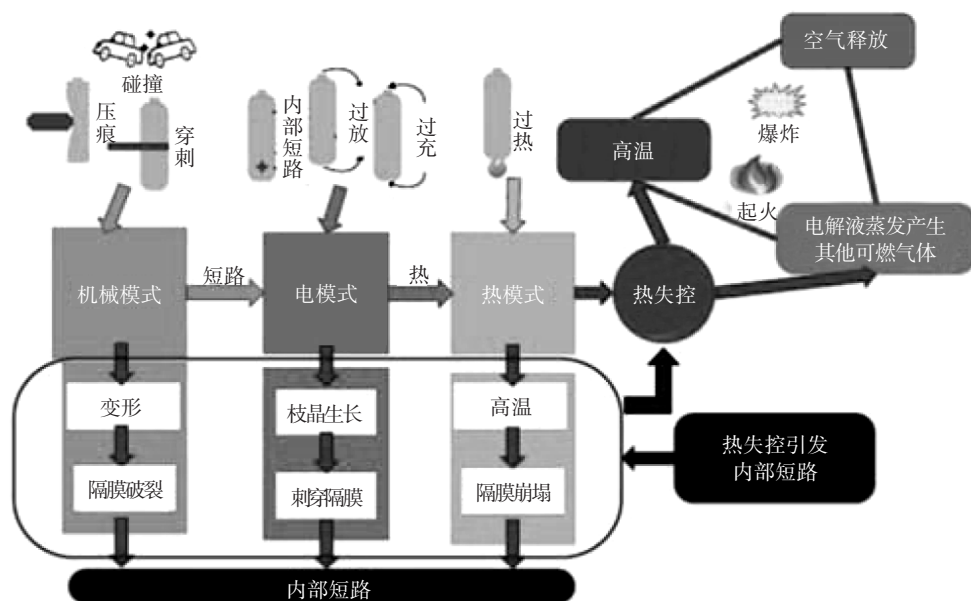 碰撞
压痕
穿刺
内部短路
过放
过充
过热
空气释放
爆炸
高温
起火
电解液蒸发产生
其他可燃气体
机械模式
短路
电模式
热
热模式
热失控
变形
枝晶生长
高温
隔膜破裂
刺穿隔膜
隔膜崩塌
热失控引发
内部短路
内部短路